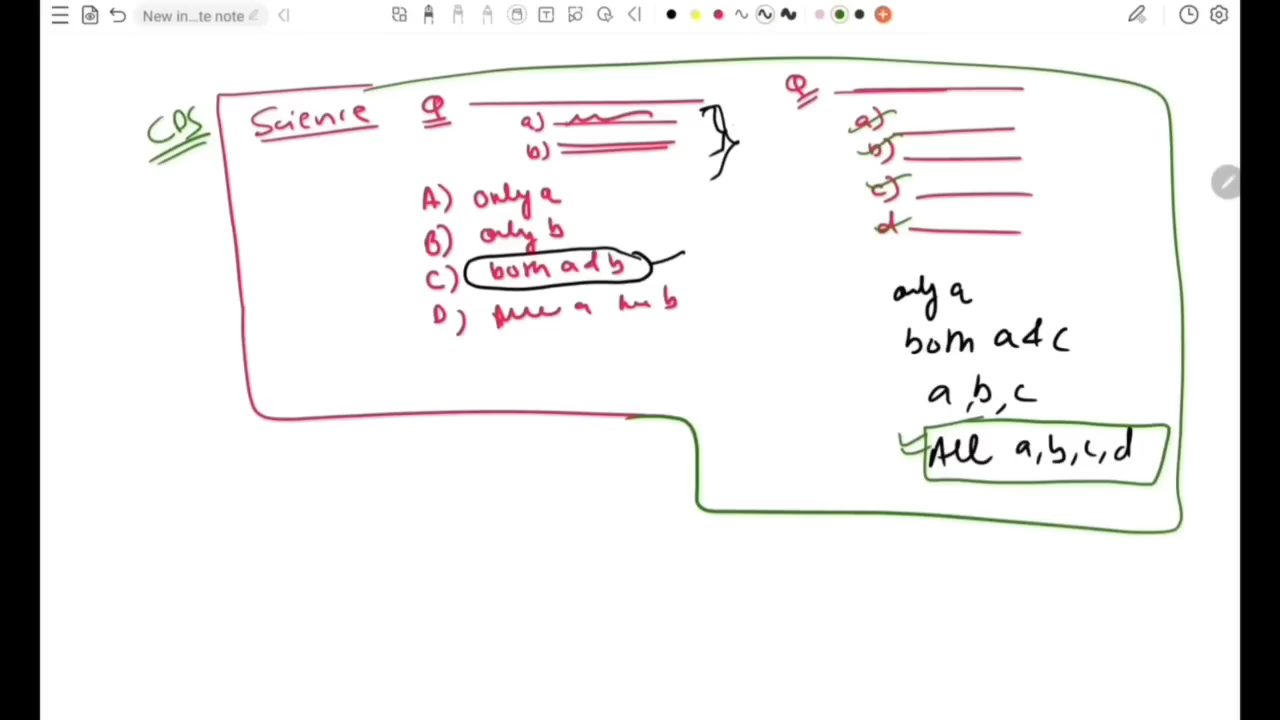 New in...te note
CDS
Science
Q
a)
b)
A) only a
B) only b
C) both a & b
D) a b
Q
a)
b)
c)
d
only a
both a & c
a, b, c
All a, b, c, d